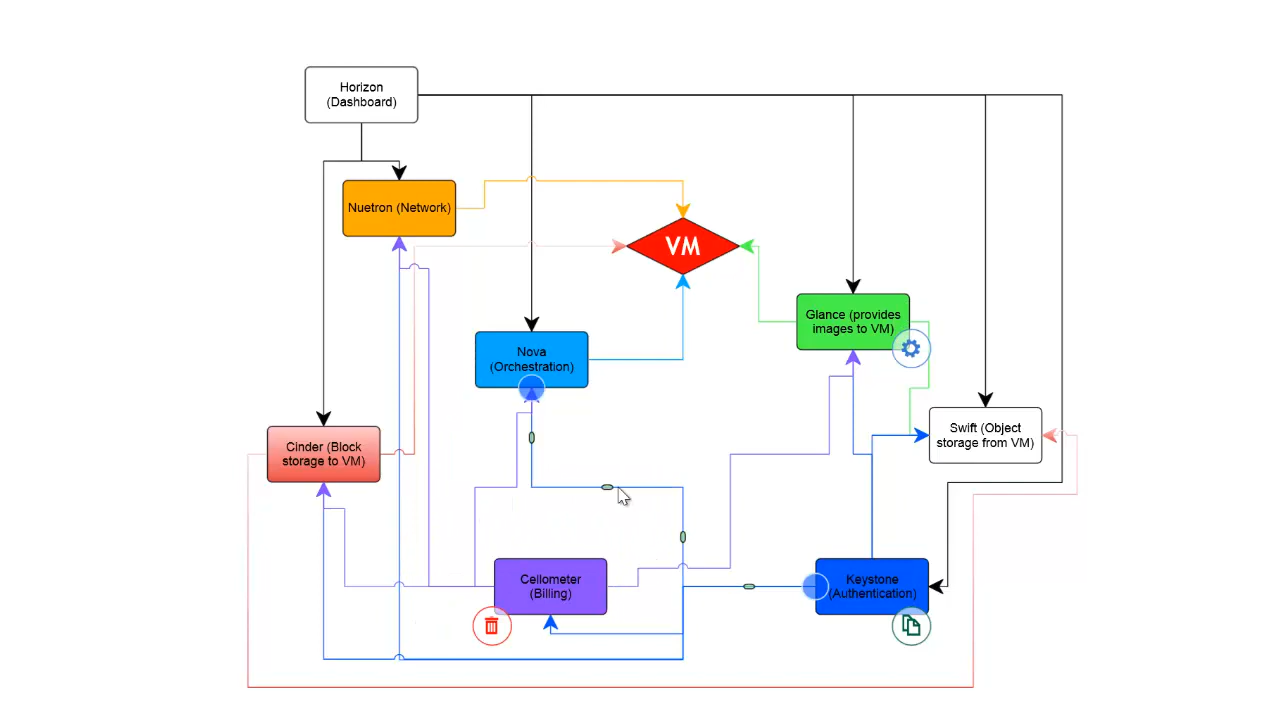 Horizon
(Dashboard)
Nuetron (Network)
VM
Glance (provides
images to VM)
Nova
(Orchestration)
Swift (Object
storage from VM)
Cinder (Block
storage to VM)
Cellometer
(Billing)
Keystone
(Authentication)